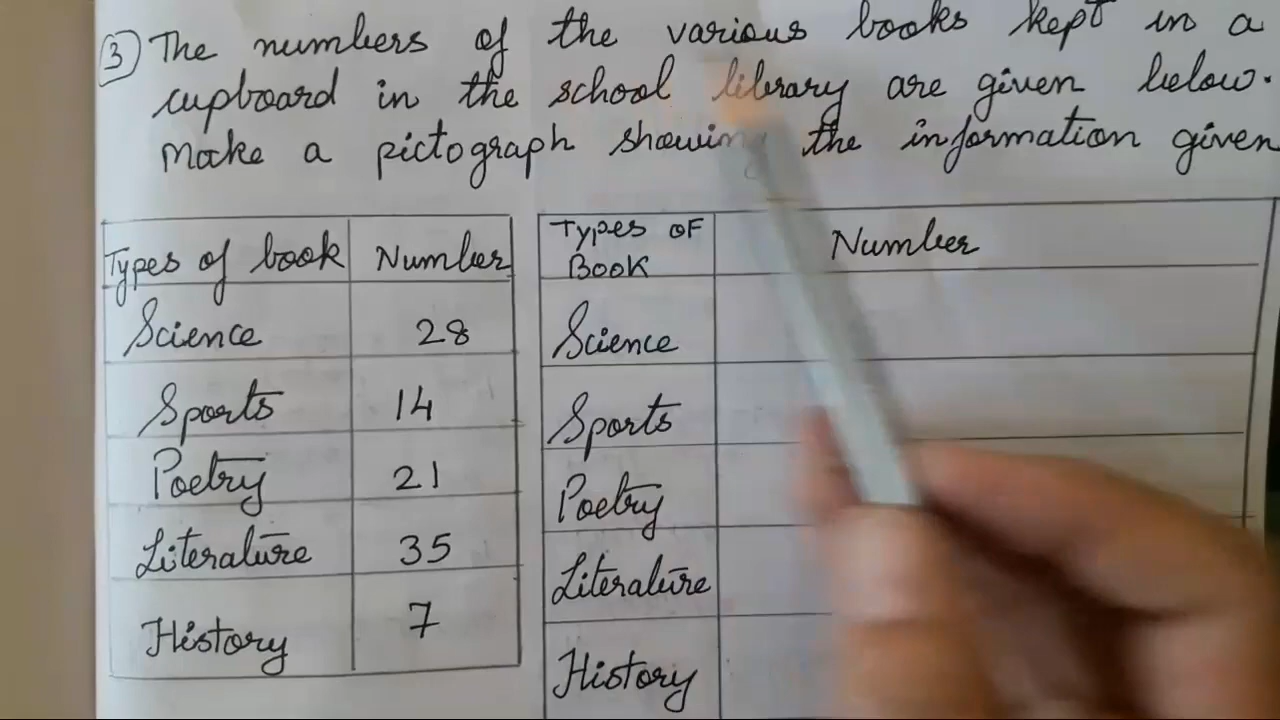 3 The numbers of the various books kept in a
cupboard in the school library are given below.
Make a pictograph showing the information given
Types of book Number
Science 28
Sports 14
Poetry 21
Literature 35
History 7
Types of Book Number
Science
Sports
Poetry
Literature
History